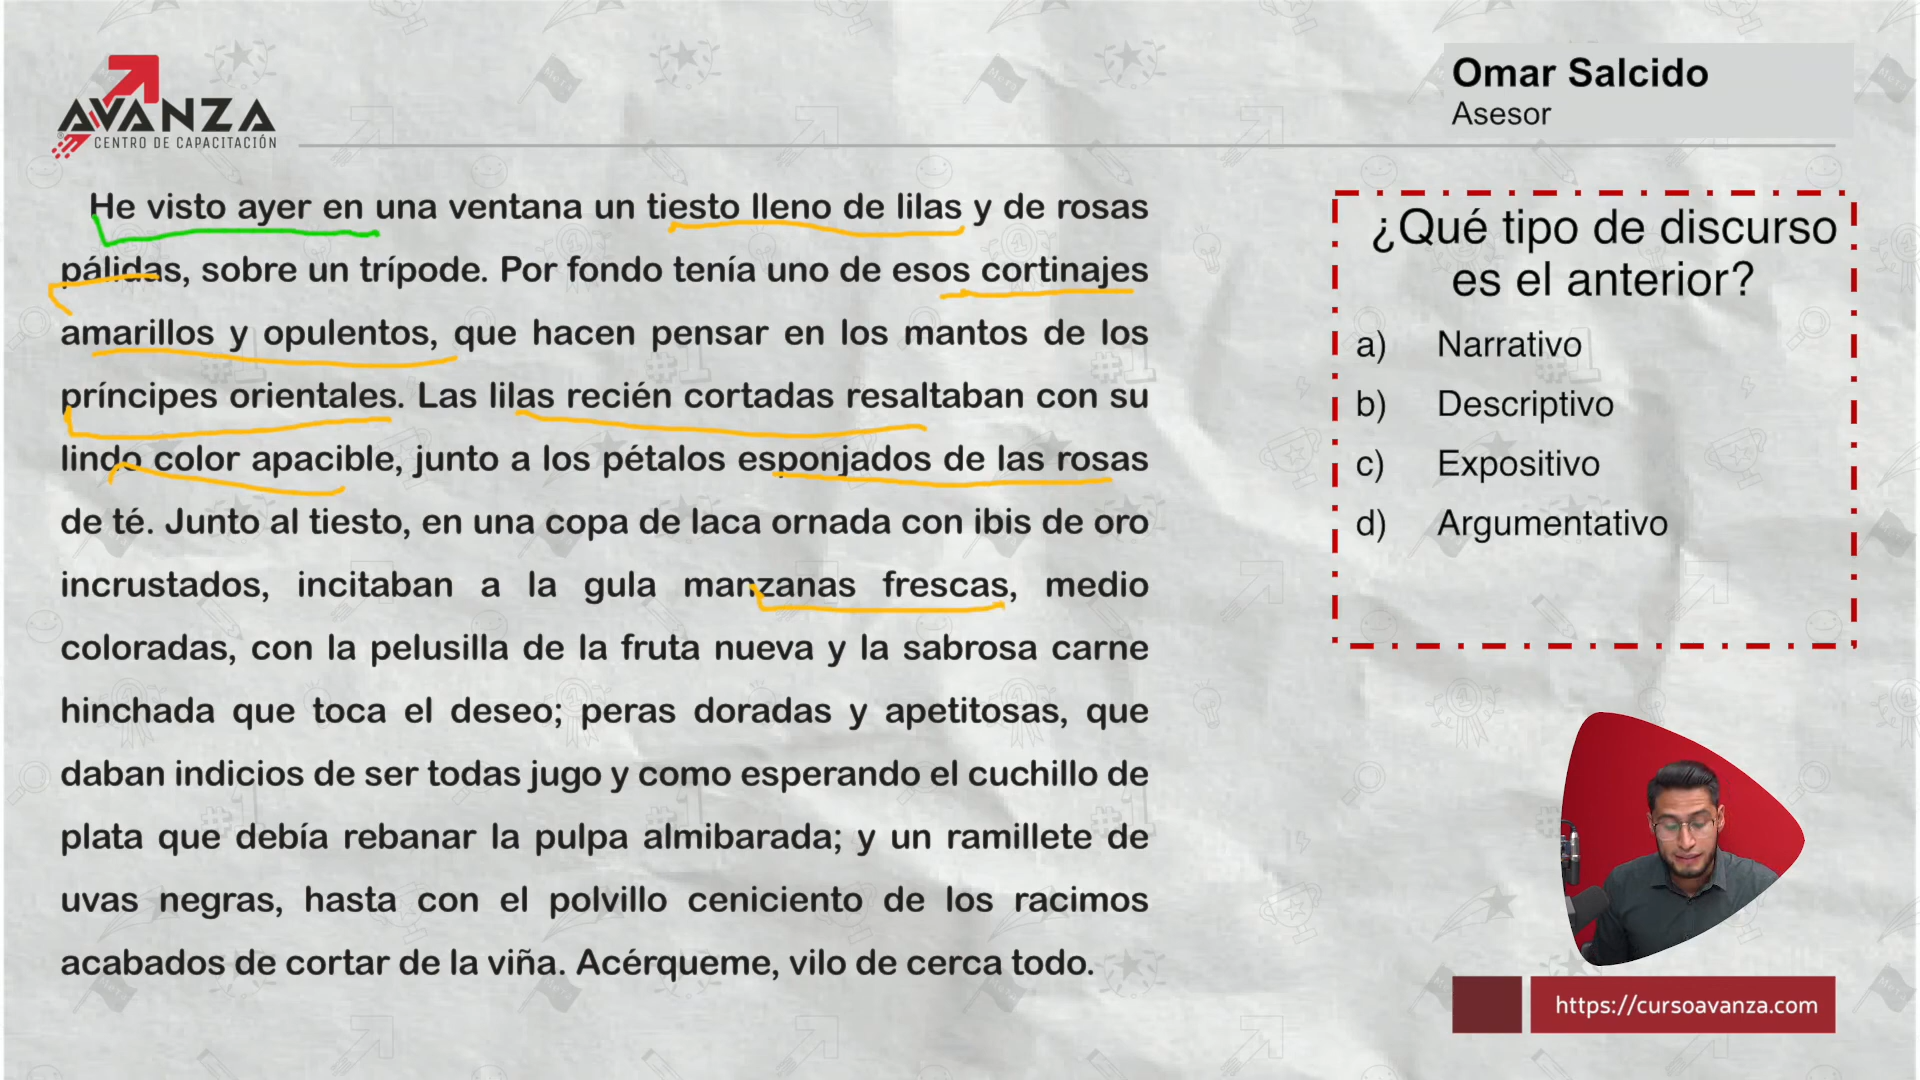 AVANZA
CENTRO DE CAPACITACIÓN
Omar Salcido
Asesor
He visto ayer en una ventana un tiesto lleno de lilas y de rosas
pálidas, sobre un trípode. Por fondo tenía uno de esos cortinajes
amarillos y opulentos, que hacen pensar en los mantos de los
príncipes orientales. Las lilas recién cortadas resaltaban con su
lindo color apacible, junto a los pétalos esponjados de las rosas
de té. Junto al tiesto, en una copa de laca ornada con ibis de oro
incrustados, incitaban a la gula manzanas frescas, medio
coloradas, con la pelusilla de la fruta nueva y la sabrosa carne
hinchada que toca el deseo; peras doradas y apetitosas, que
daban indicios de ser todas jugo y como esperando el cuchillo de
plata que debía rebanar la pulpa almibarada; y un ramillete de
uvas negras, hasta con el polvillo ceniciento de los racimos
acabados de cortar de la viña. Acérqueme, vilo de cerca todo.
¿Qué tipo de discurso
es el anterior?
a) Narrativo
b) Descriptivo
c) Expositivo
d) Argumentativo
https://cursoavanza.com